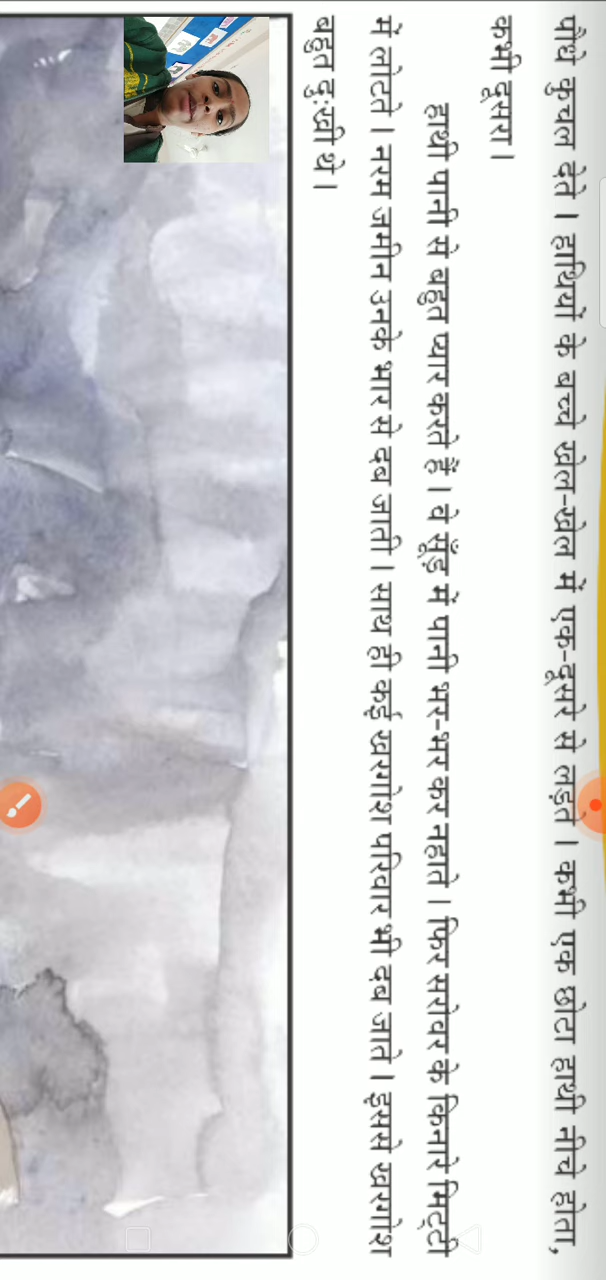 पौधे कुचल देते । हाथियों के बच्चे खेल-खेल में एक-दूसरे से लड़ते । कभी एक छोटा हाथी नीचे होता,
कभी दूसरा ।
हाथी पानी से बहुत प्यार करते हैं । वे सूँड़ में पानी भर-भर कर नहाते । फिर सरोवर के किनारे मिट्टी
में लोटते । नरम जमीन उनके भार से दब जाती । साथ ही कई खरगोश परिवार भी दब जाते । इससे खरगोश
बहुत दुःखी थे ।